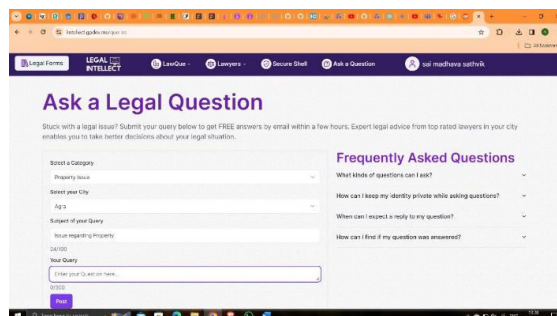 Legal Forms
LEGAL
INTELLECT
LawQue
Lawyers
Secure Shell
Ask a Question
sai madhava sathvik
Ask a Legal Question
Stuck with a legal issue? Submit your query below to get FREE answers by email within a few hours. Expert legal advice from top rated lawyers in your city
enables you to take better decisions about your legal situation.
Select a Category
Property Issue
Select your City
Agra
Subject of your Query
Issue regarding Property
24/100
Your Query
Enter your Question here...
0/300
Post
Frequently Asked Questions
What kinds of questions can I ask?
How can I keep my identity private while asking questions?
When can I expect a reply to my question?
How can I find if my question was answered?